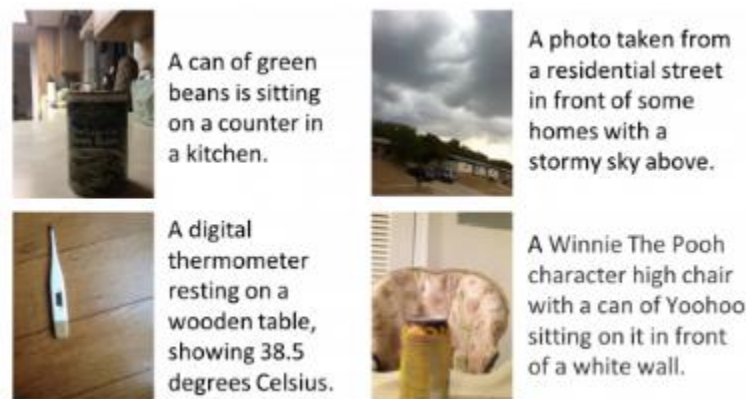 A can of green
beans is sitting
on a counter in
a kitchen.
A photo taken from
a residential street
in front of some
homes with a
stormy sky above.
A digital
thermometer
resting on a
wooden table,
showing 38.5
degrees Celsius.
A Winnie The Pooh
character high chair
with a can of Yoohoo
sitting on it in front
of a white wall.